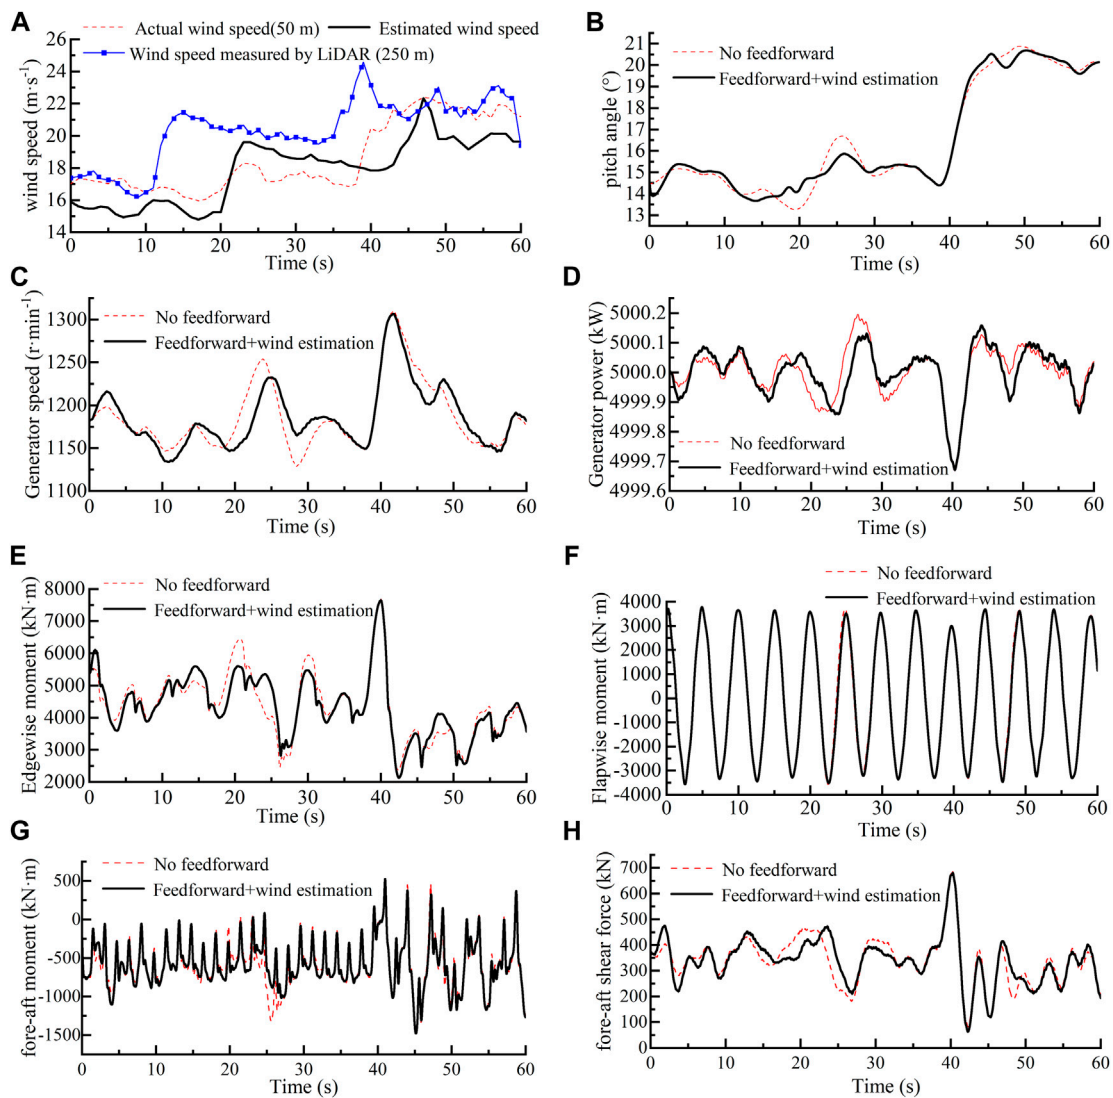 A
Actual wind speed(50 m)
Estimated wind speed
Wind speed measured by LiDAR (250 m)
wind speed (m·s⁻¹)
26
24
22
20
18
16
14
0 10 20 30 40 50 60
Time (s)
B
No feedforward
Feedforward+wind estimation
pitch angle (°)
21
20
19
18
17
16
15
14
13
0 10 20 30 40 50 60
Time (s)
C
No feedforward
Feedforward+wind estimation
Generator speed (r·min⁻¹)
1300
1250
1200
1150
1100
0 10 20 30 40 50 60
Time (s)
D
No feedforward
Feedforward+wind estimation
Generator power (kW)
5000.2
5000.1
5000.0
4999.9
4999.8
4999.7
4999.6
0 10 20 30 40 50 60
Time (s)
E
No feedforward
Feedforward+wind estimation
Edgewise moment (kN·m)
8000
7000
6000
5000
4000
3000
2000
0 10 20 30 40 50 60
Time (s)
F
No feedforward
Feedforward+wind estimation
Flapwise moment (kN·m)
4000
3000
2000
1000
0
-1000
-2000
-3000
-4000
0 10 20 30 40 50 60
Time (s)
G
No feedforward
Feedforward+wind estimation
fore-aft moment (kN·m)
500
0
-500
-1000
-1500
0 10 20 30 40 50 60
Time (s)
H
No feedforward
Feedforward+wind estimation
fore-aft shear force (kN)
700
600
500
400
300
200
100
0
0 10 20 30 40 50 60
Time (s)